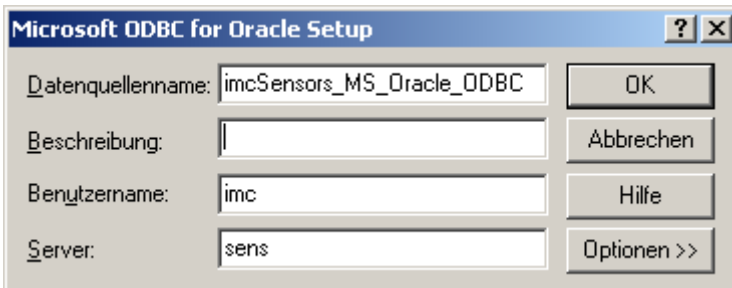 Microsoft ODBC for Oracle Setup
Datenquellenname: imcSensors_MS_Oracle_ODBC OK
Beschreibung: Abbrechen
Benutzername: imc Hilfe
Server: sens Optionen >>